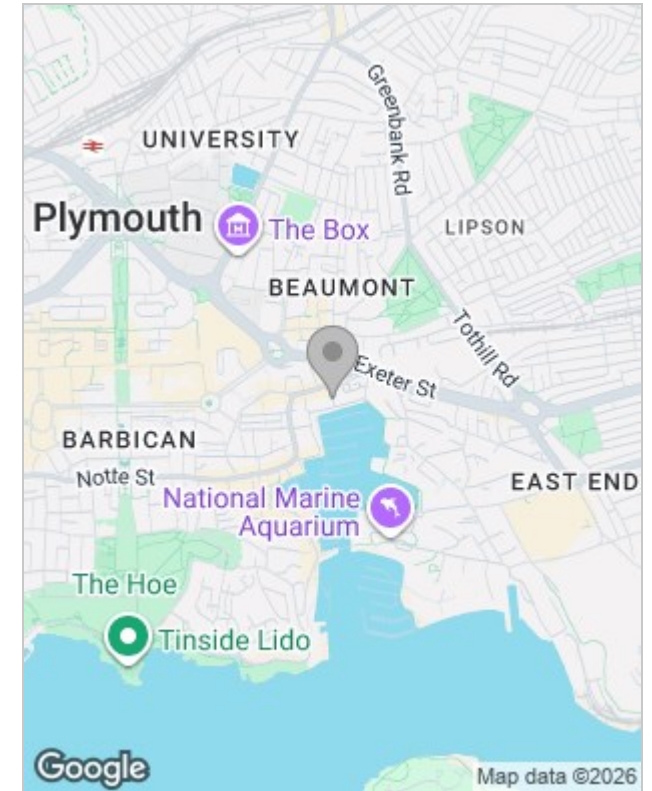 Greenbank Rd
UNIVERSITY
Plymouth
The Box
LIPSON
BEAUMONT
Tothill Rd
Exeter St
BARBICAN
Notte St
EAST END
National Marine
Aquarium
The Hoe
Tinside Lido
Google
Map data ©2026